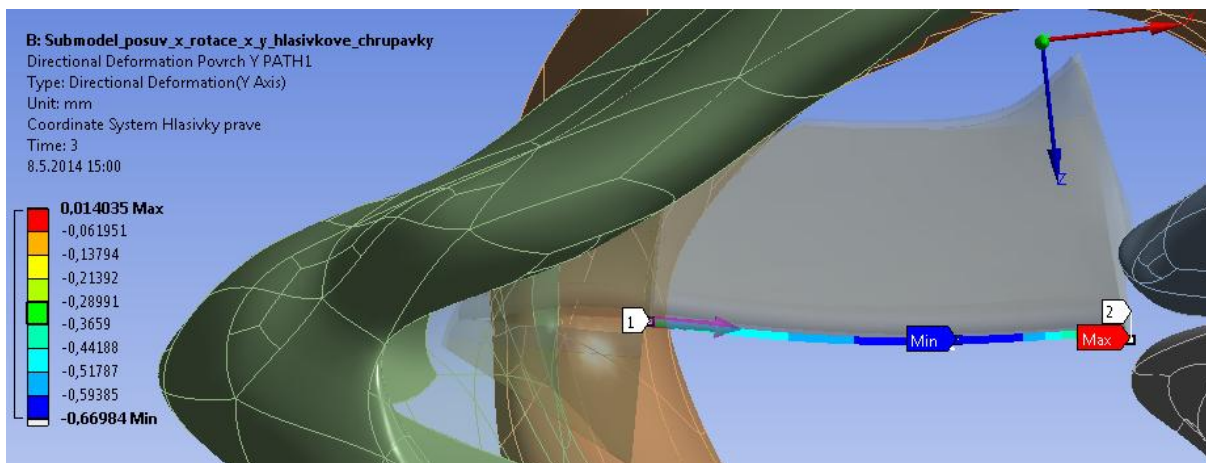 B: Submodel_posuv_x_rotace_x_y_hlasivkove_chrupavky
Directional Deformation Povrch Y PATH1
Type: Directional Deformation(Y Axis)
Unit: mm
Coordinate System Hlasivky prave
Time: 3
8.5.2014 15:00
0,014035 Max
-0,061951
-0,13794
-0,21392
-0,28991
-0,3659
-0,44188
-0,51787
-0,59385
-0,66984 Min
X
Z
1
2
Min
Max